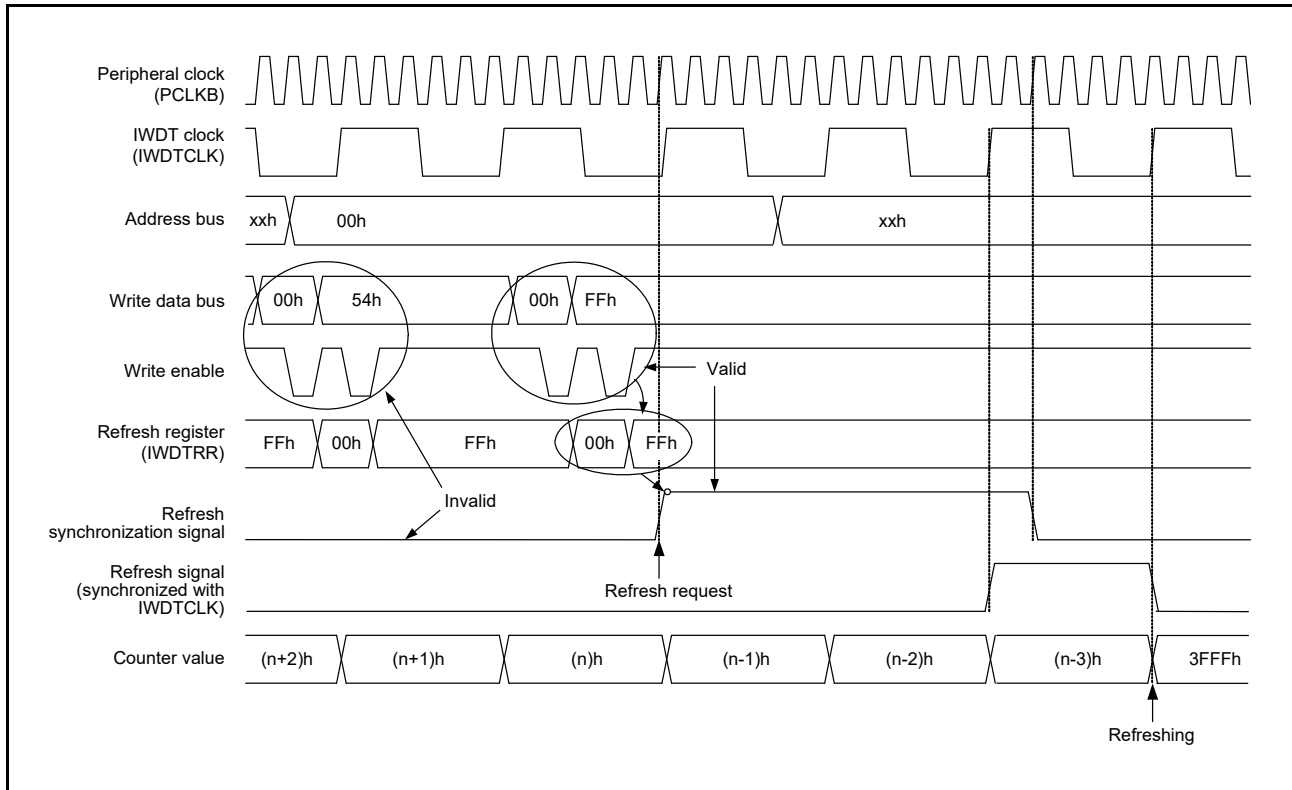 Peripheral clock
(PCLKB)
IWDT clock
(IWDTCLK)
Address bus
xxh
00h
xxh
Write data bus
00h
54h
00h
FFh
Write enable
Valid
Refresh register
(IWDTRR)
FFh
00h
FFh
00h
FFh
Invalid
Refresh
synchronization signal
Refresh signal
(synchronized with
IWDTCLK)
Refresh request
Counter value
(n+2)h
(n+1)h
(n)h
(n-1)h
(n-2)h
(n-3)h
3FFFh
Refreshing